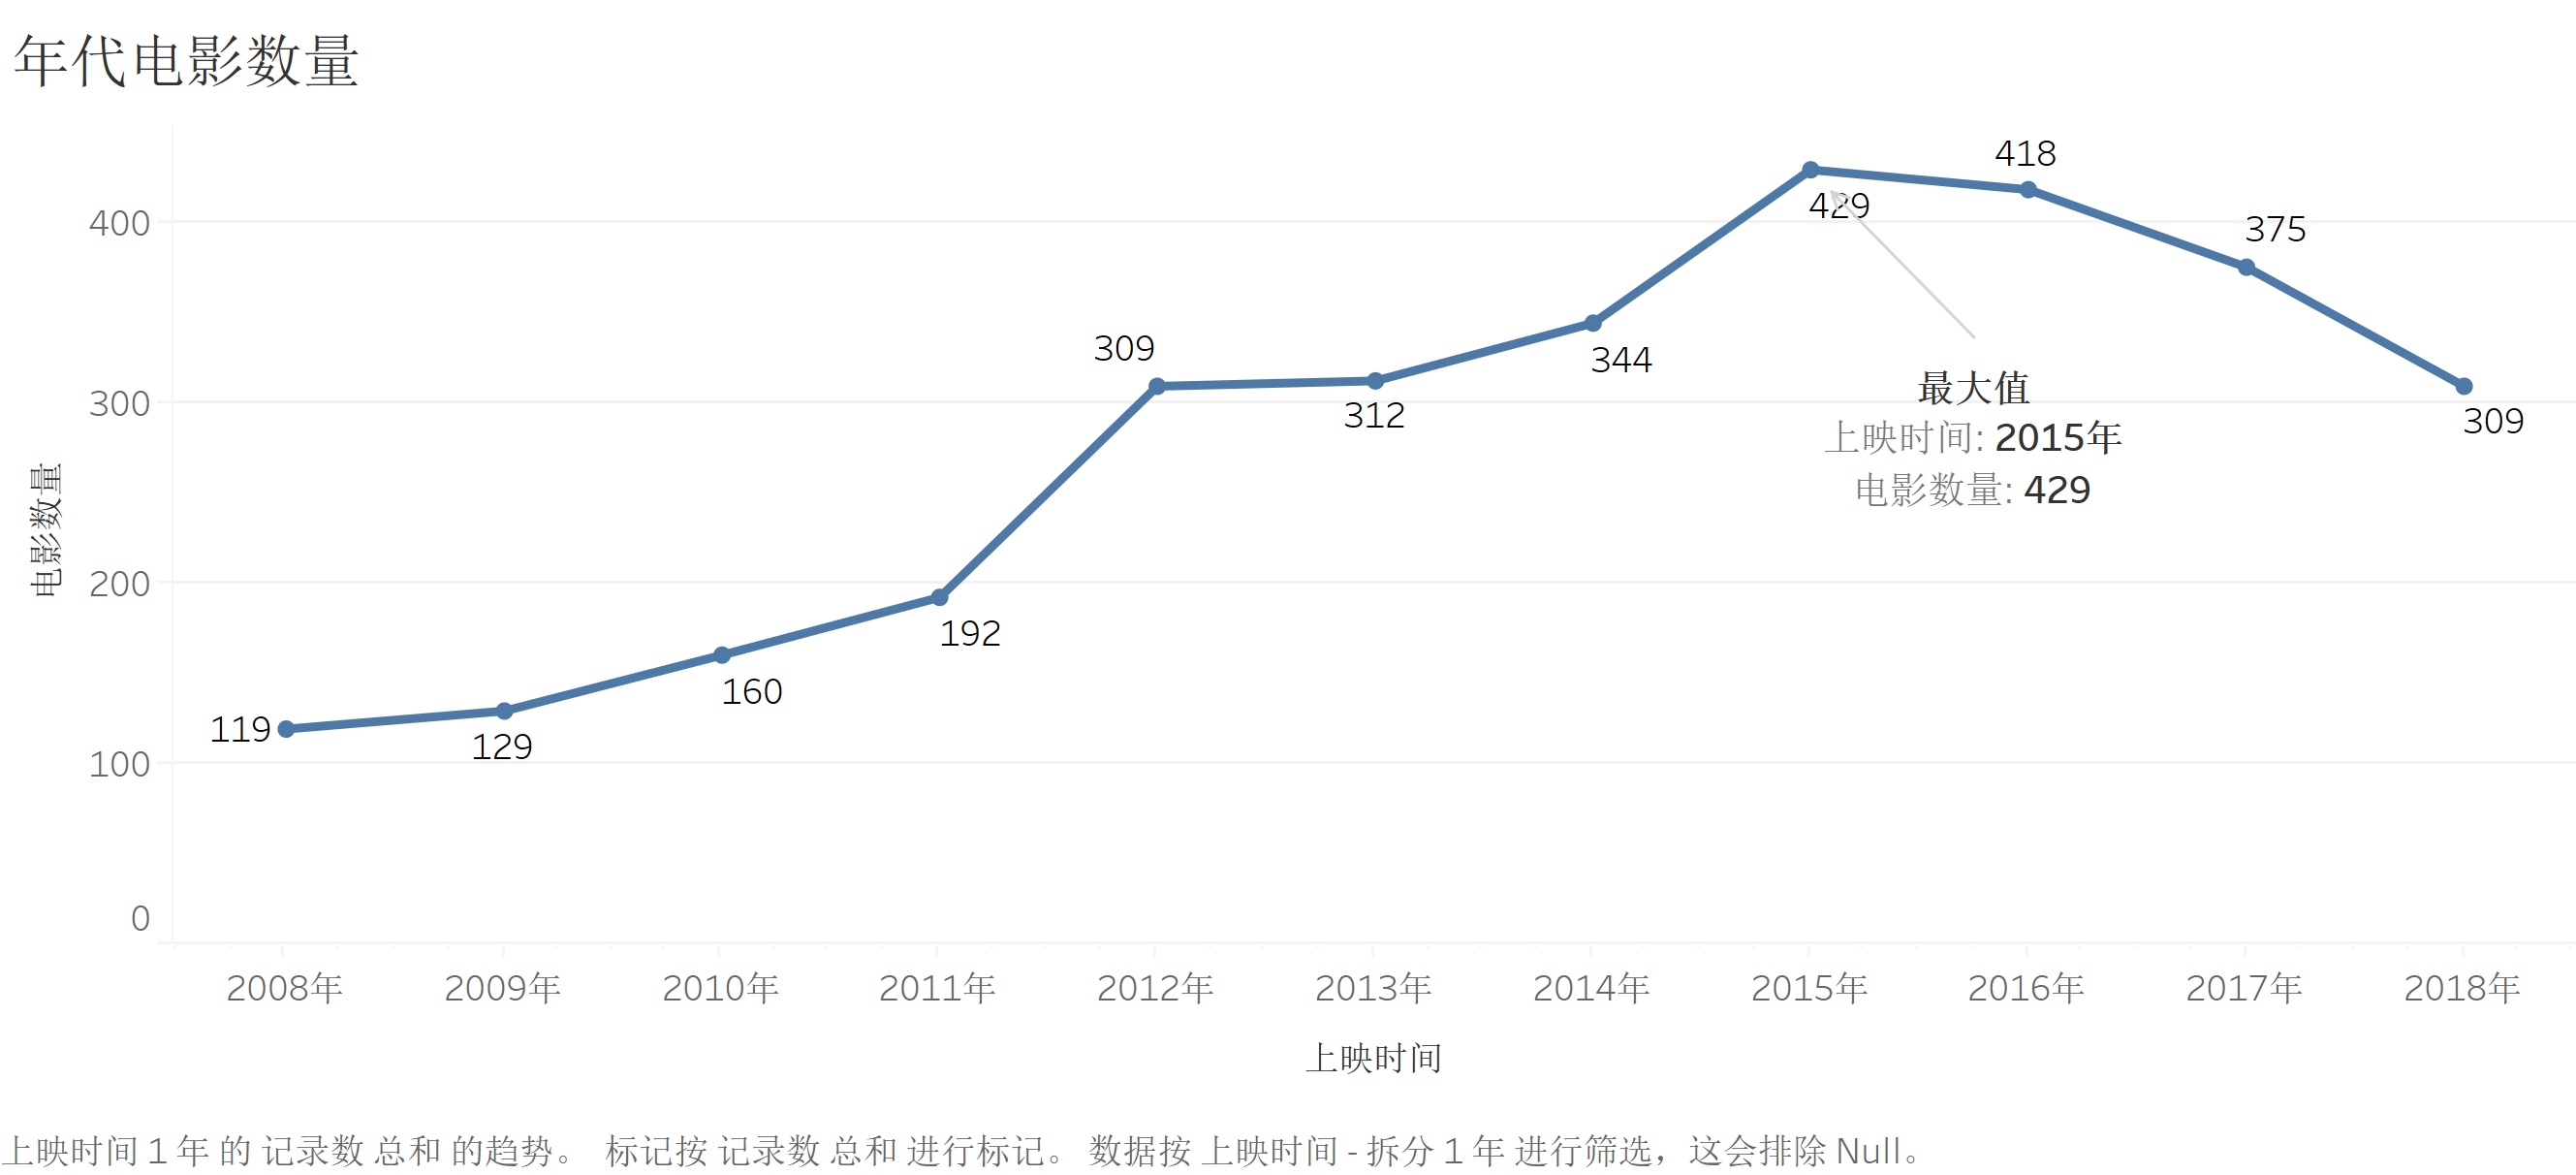 年代电影数量
电影数量
400
300
200
100
0
119
129
160
192
309
312
344
429
418
375
309
最大值
上映时间: 2015年
电影数量: 429
2008年 2009年 2010年 2011年 2012年 2013年 2014年 2015年 2016年 2017年 2018年
上映时间
上映时间 1 年 的 记录数 总和 的趋势。 标记按 记录数 总和 进行标记。 数据按 上映时间 - 拆分 1 年 进行筛选，这会排除 Null。